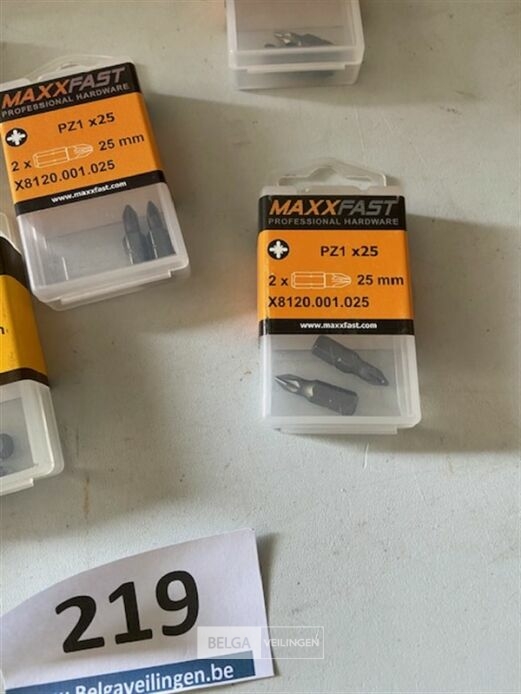 MAXXFAST
PROFESSIONAL HARDWARE
PZ1 x25
2 x 25 mm
X8120.001.025
www.maxxfast.com
MAXXFAST
PROFESSIONAL HARDWARE
PZ1 x25
2 x 25 mm
X8120.001.025
www.maxxfast.com
219
BELGA VEILINGEN
.Belgaveilingen.be